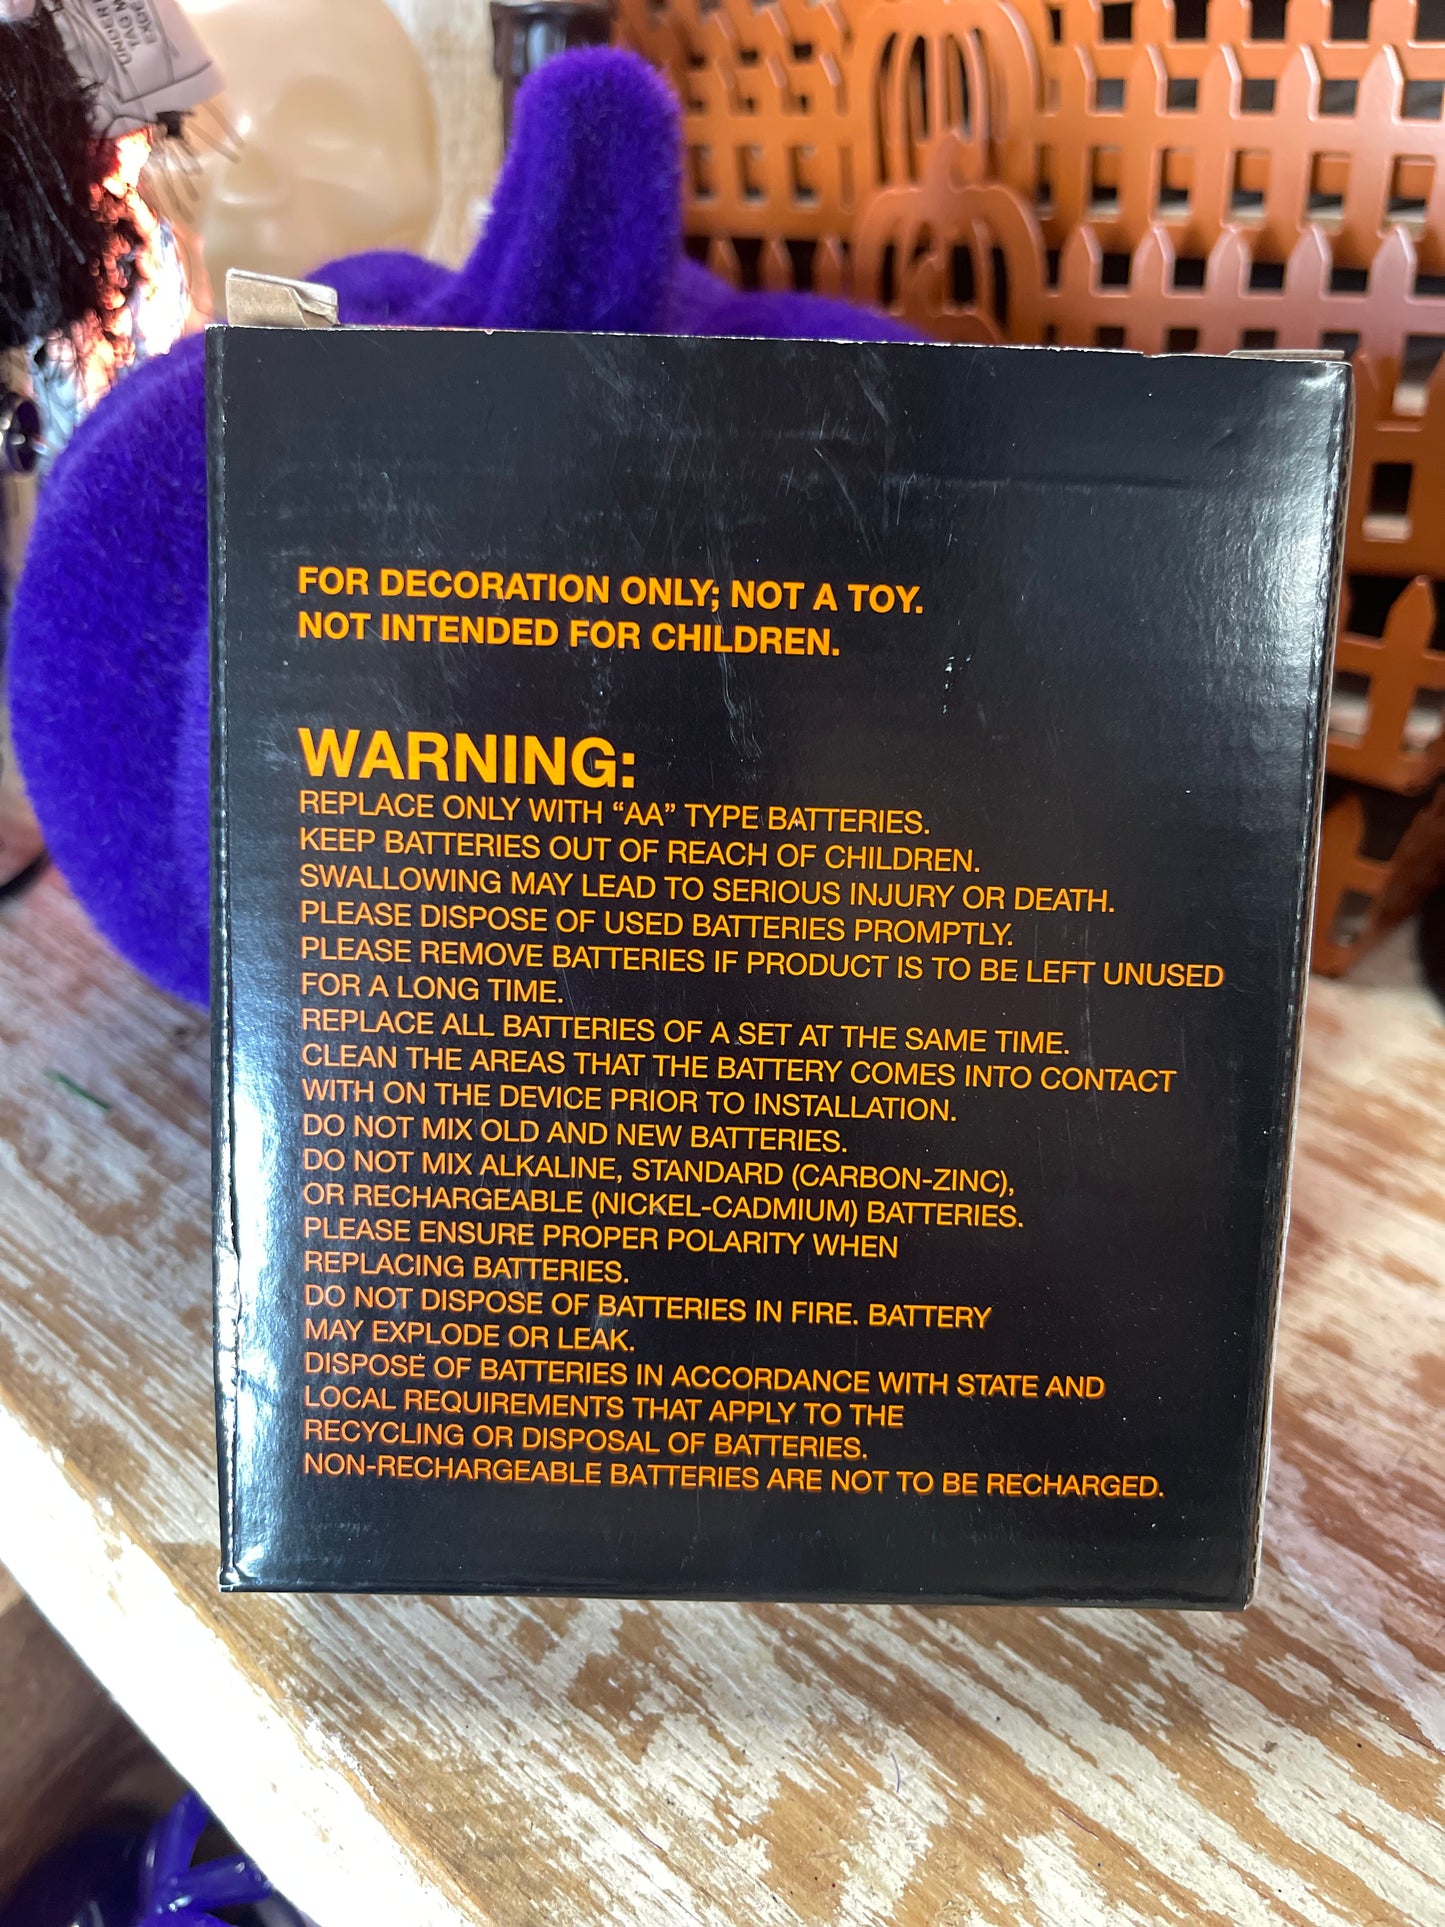 UNDER
TAG
FOR DECORATION ONLY; NOT A TOY.
NOT INTENDED FOR CHILDREN.
WARNING:
REPLACE ONLY WITH “AA” TYPE BATTERIES.
KEEP BATTERIES OUT OF REACH OF CHILDREN.
SWALLOWING MAY LEAD TO SERIOUS INJURY OR DEATH.
PLEASE DISPOSE OF USED BATTERIES PROMPTLY.
PLEASE REMOVE BATTERIES IF PRODUCT IS TO BE LEFT UNUSED
FOR A LONG TIME.
REPLACE ALL BATTERIES OF A SET AT THE SAME TIME.
CLEAN THE AREAS THAT THE BATTERY COMES INTO CONTACT
WITH ON THE DEVICE PRIOR TO INSTALLATION.
DO NOT MIX OLD AND NEW BATTERIES.
DO NOT MIX ALKALINE, STANDARD (CARBON-ZINC),
OR RECHARGEABLE (NICKEL-CADMIUM) BATTERIES.
PLEASE ENSURE PROPER POLARITY WHEN
REPLACING BATTERIES.
DO NOT DISPOSE OF BATTERIES IN FIRE. BATTERY
MAY EXPLODE OR LEAK.
DISPOSE OF BATTERIES IN ACCORDANCE WITH STATE AND
LOCAL REQUIREMENTS THAT APPLY TO THE
RECYCLING OR DISPOSAL OF BATTERIES.
NON-RECHARGEABLE BATTERIES ARE NOT TO BE RECHARGED.